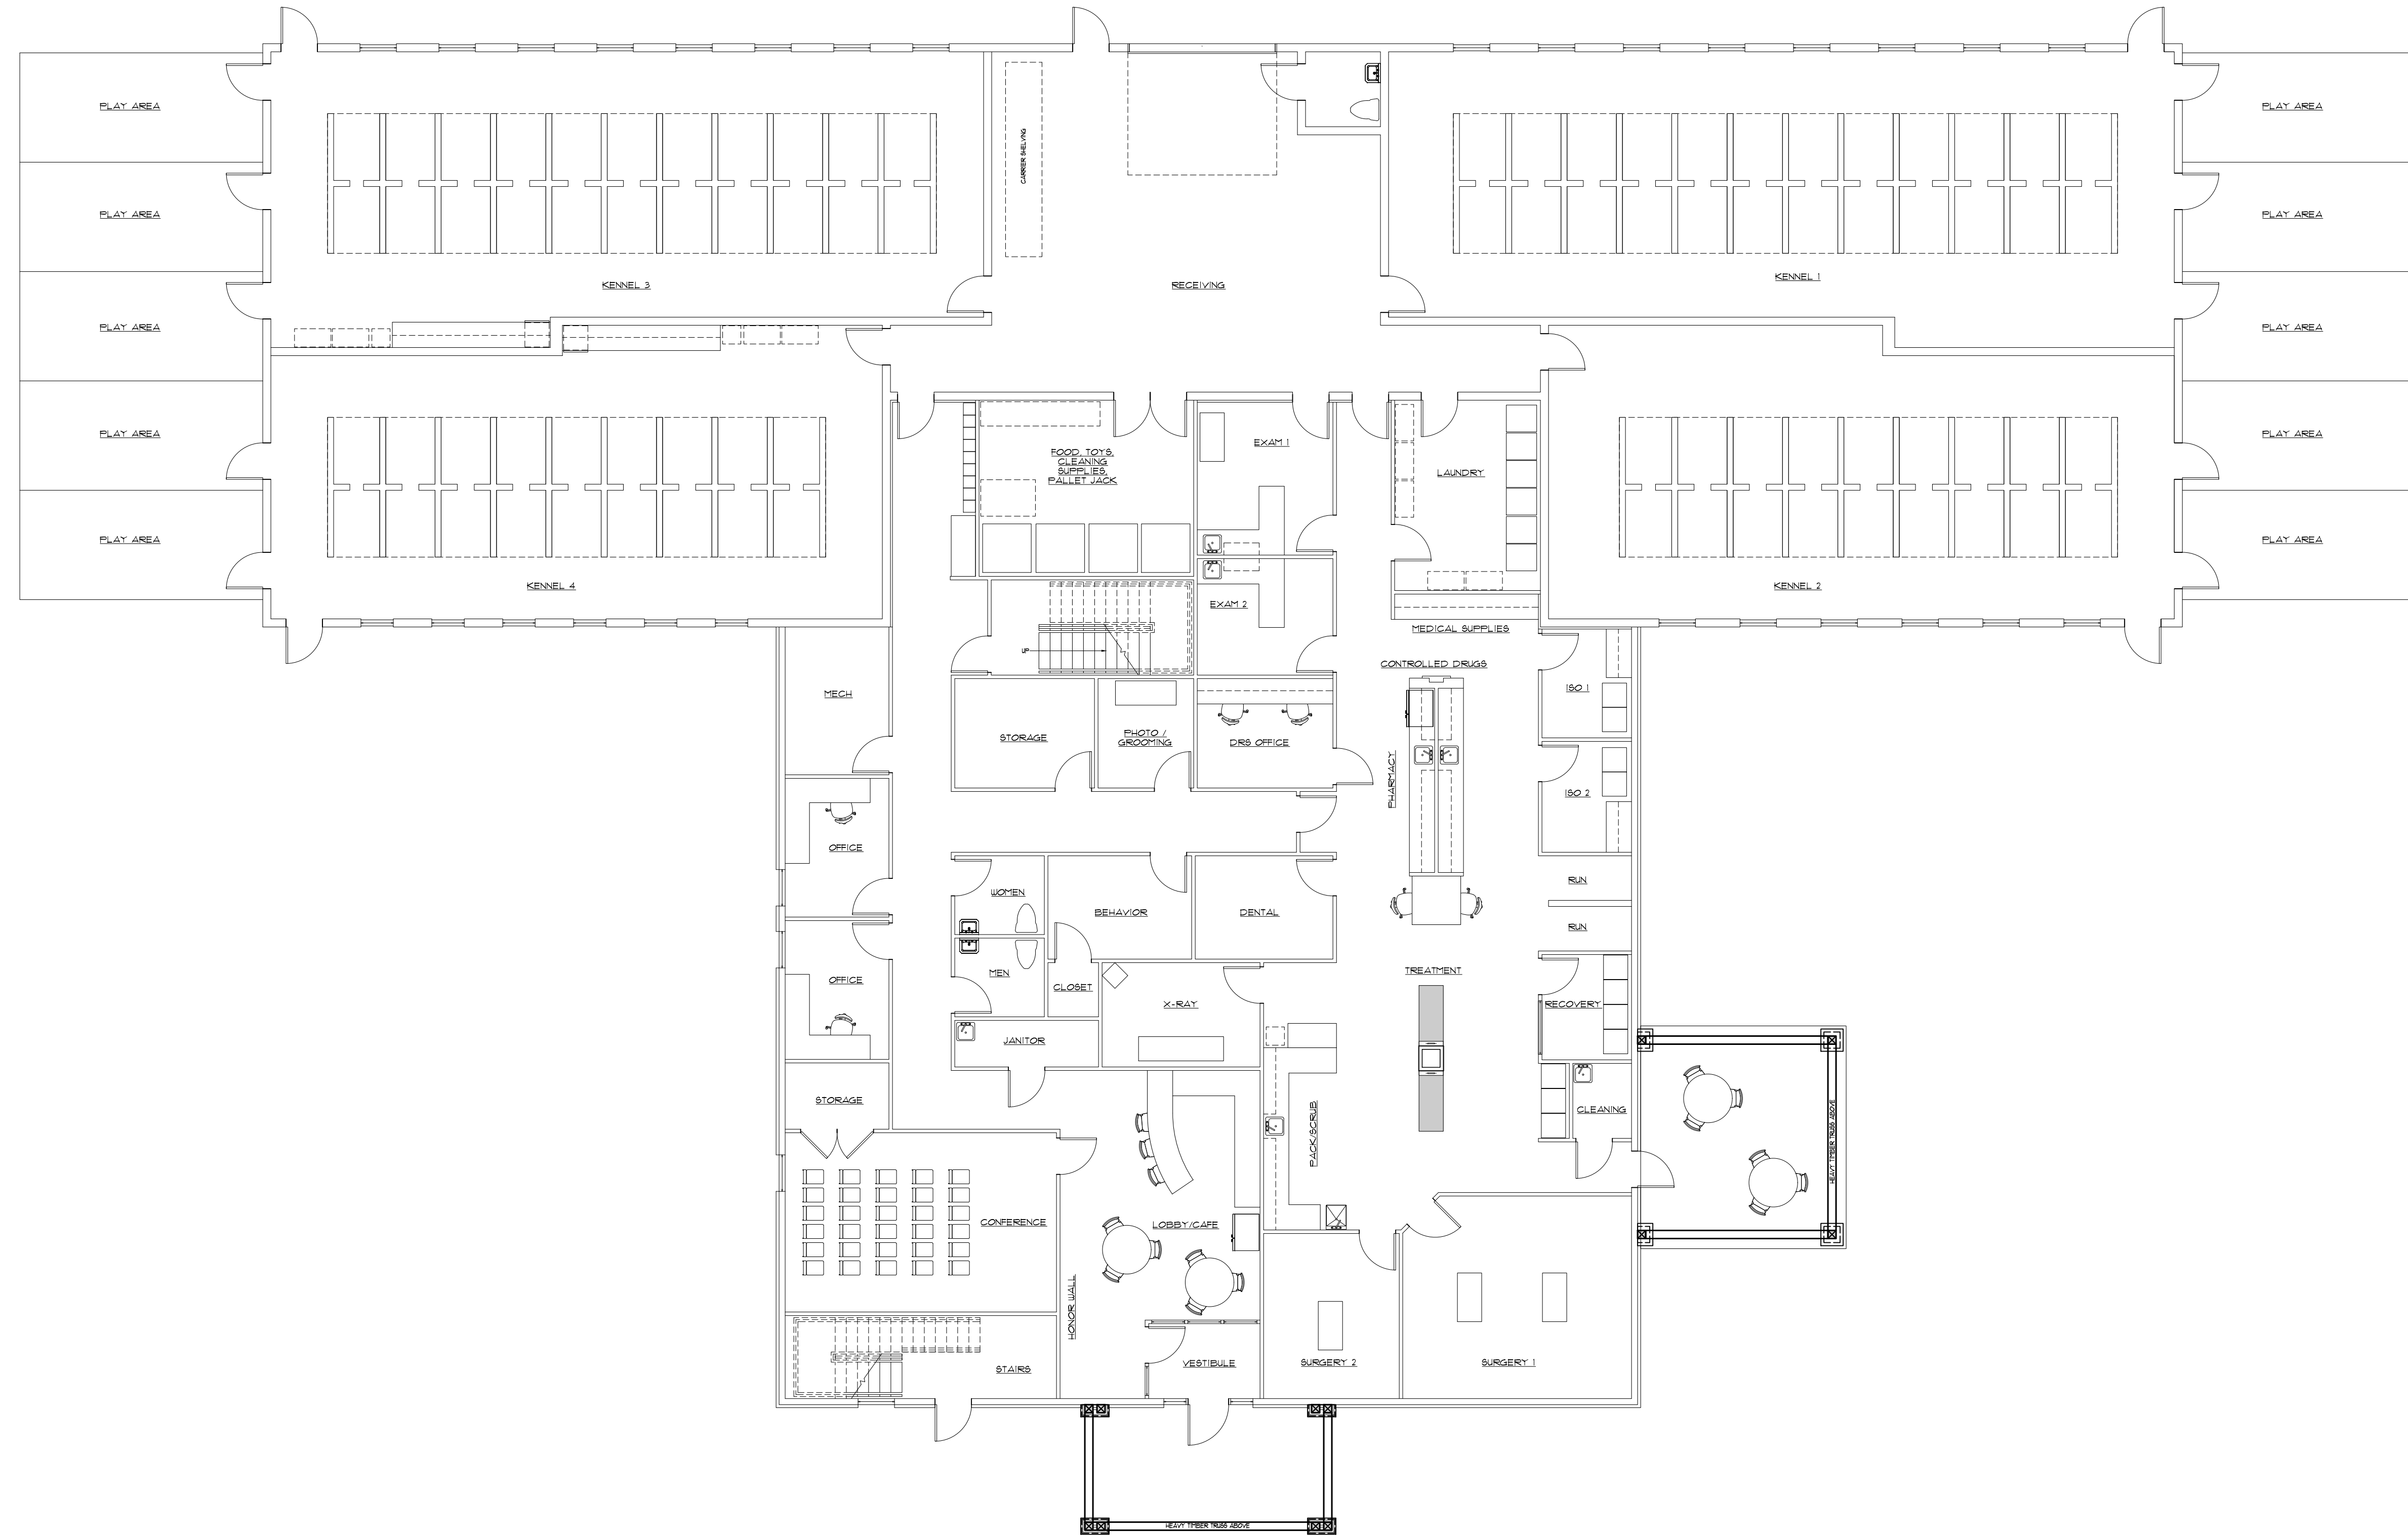 PLAY AREA
PLAY AREA
CARRIER SHELVING
PLAY AREA
PLAY AREA
KENNEL 3
RECEIVING
KENNEL 1
PLAY AREA
PLAY AREA
PLAY AREA
PLAY AREA
EXAM 1
FOOD, TOYS,
CLEANING
SUPPLIES,
PALLET JACK
LAUNDRY
PLAY AREA
PLAY AREA
KENNEL 4
KENNEL 2
EXAM 2
MEDICAL SUPPLIES
UP
CONTROLLED DRUGS
MECH
ISO 1
STORAGE
PHOTO /
GROOMING
DRS OFFICE
PHARMACY
ISO 2
OFFICE
RUN
WOMEN
BEHAVIOR
DENTAL
RUN
MEN
TREATMENT
OFFICE
CLOSET
X-RAY
RECOVERY
JANITOR
STORAGE
CLEANING
PACK/SCRUB
HEAVY TIMBER TRUSS ABOVE
CONFERENCE
LOBBY/CAFE
HONOR WALL
STAIRS
VESTIBULE
SURGERY 2
SURGERY 1
HEAVY TIMBER TRUSS ABOVE